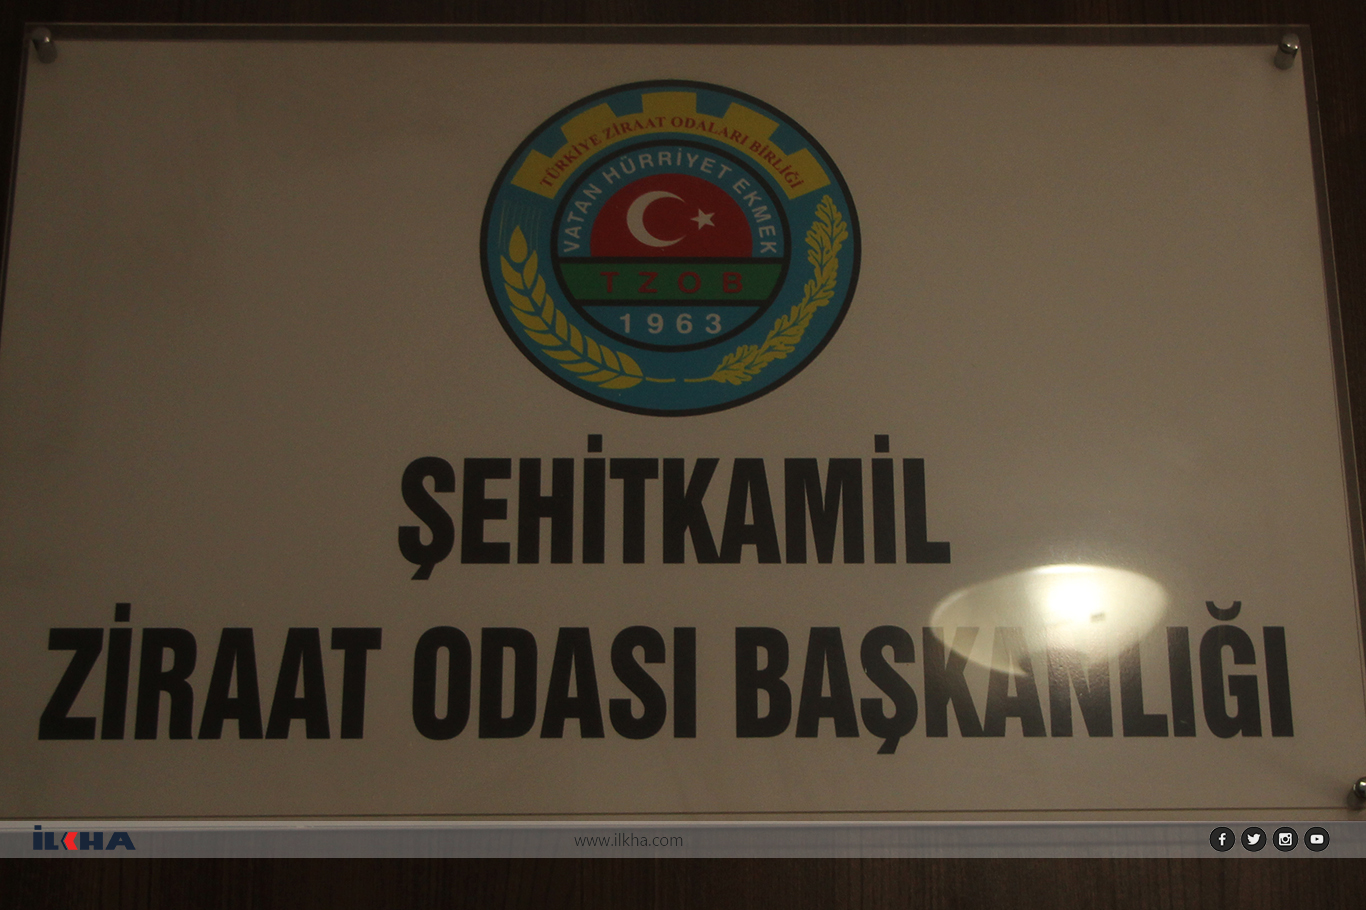 TÜRKİYE ZİRAAT ODALARI BİRLİĞİ
VATAN HÜRRİYET EKMEK
TZOB
1963
ŞEHİTKAMİL
ZİRAAT ODASI BAŞKANLIĞI
İLKHA
www.ilkha.com